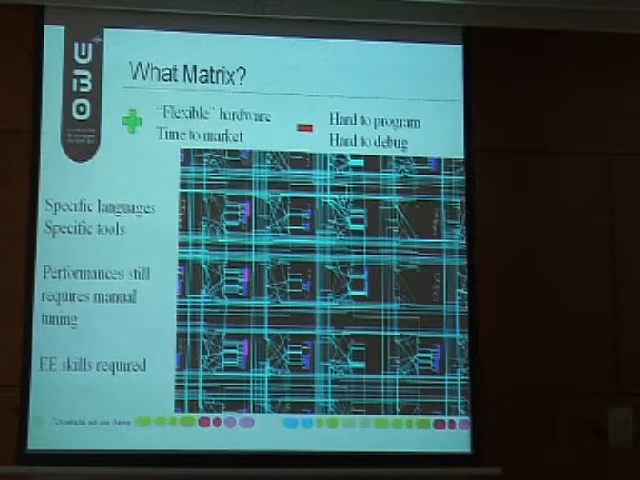 UBO
What Matrix?
"Flexible" hardware
Time to market
Hard to program
Hard to debug
Specific languages
Specific tools
Performances still
requires manual
tuning
EE skills required